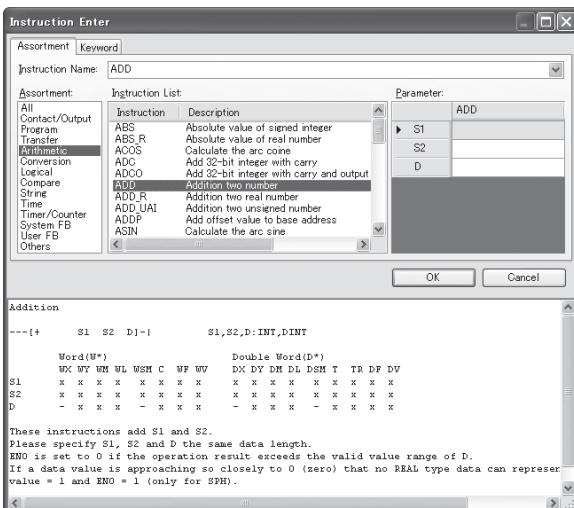 Instruction Enter
Assortment Keyword
Instruction Name: ADD
Assortment: Instruction List: Parameter:
All
Contact/Output
Program
Transfer
Arithmetic
Conversion
Logical
Compare
String
Time
Timer/Counter
System FB
User FB
Others
Instruction Description
ABS Absolute value of signed integer
ABS_R Absolute value of real number
ACOS Calculate the arc coine
ADC Add 32-bit integer with carry
ADCO Add 32-bit integer with carry and output
ADD Addition two number
ADD_R Addition two real number
ADD_UAI Addition two unsigned number
ADDP Add offset value to base address
ASIN Calculate the arc sine
ADD
S1
S2
D
OK Cancel
Addition
---[+ S1 S2 D]-| S1,S2,D:INT,DINT
Word(W*) Double Word(D*)
WX WY WM WL WSM C WF WV DX DY DM DL DSM T TR DF DV
S1 x x x x x x x x x x x x x x x x x
S2 x x x x x x x x x x x x x x x x x
D - x x x - x x x - x x x - x x x x
These instructions add S1 and S2.
Please specify S1, S2 and D the same data length.
ENO is set to 0 if the operation result exceeds the valid value range of D.
If a data value is approaching so closely to 0 (zero) that no REAL type data can represen
value = 1 and ENO = 1 (only for SPH).